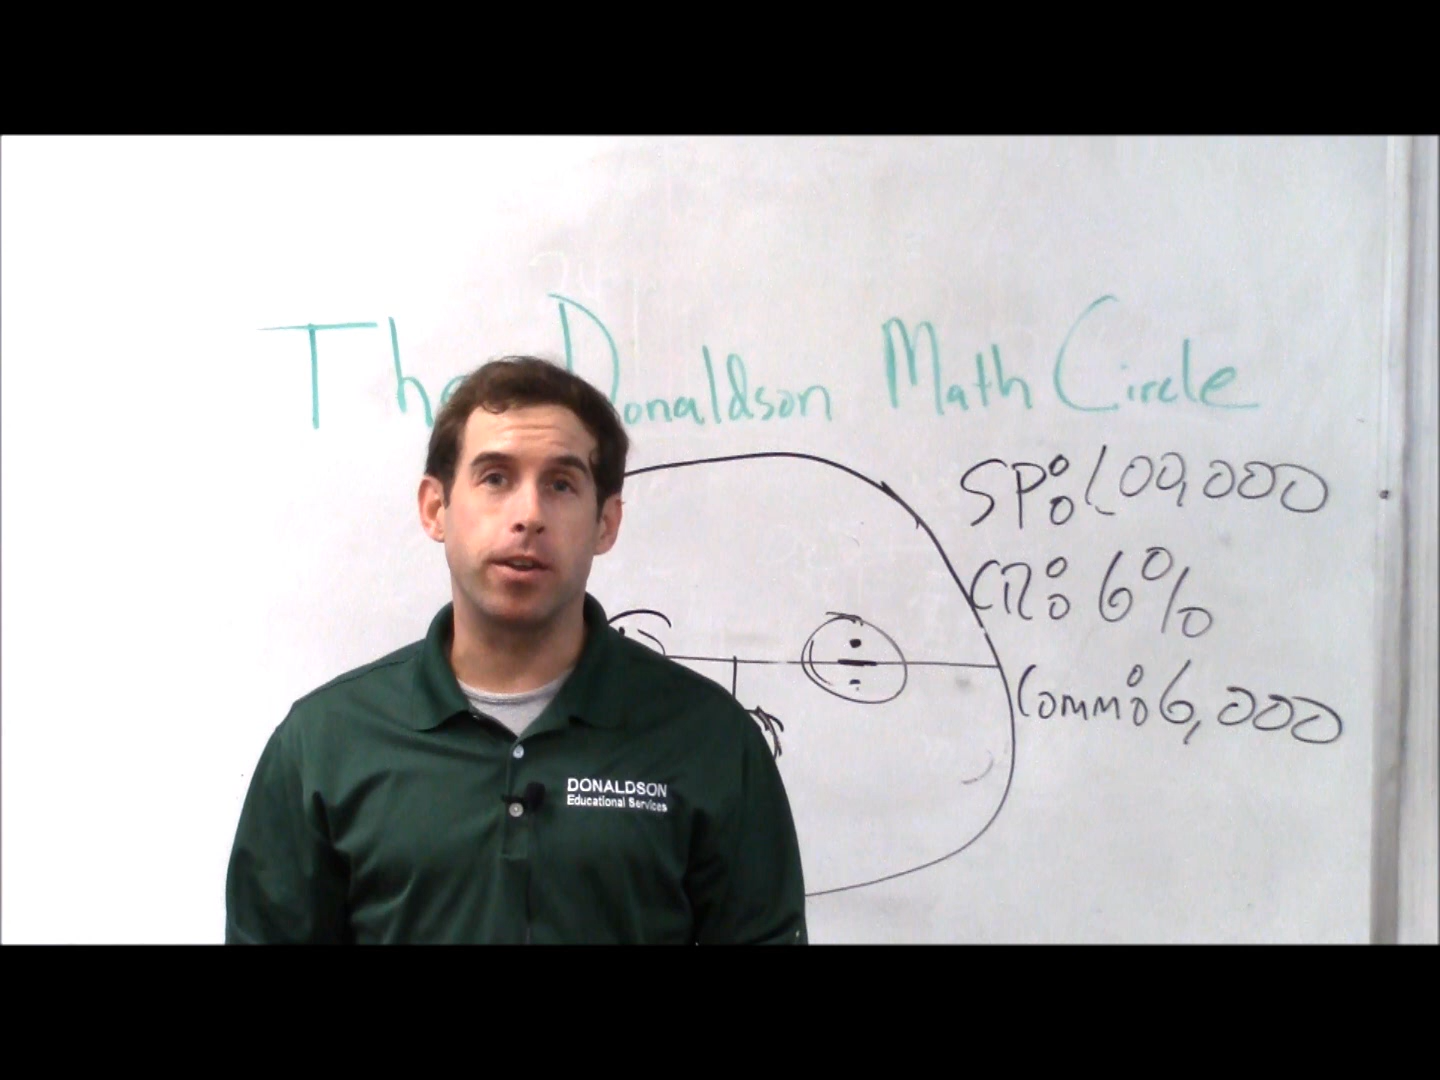 The Donaldson Math Circle
SP: 100,000
CR: 6%
Comm: 6,000
÷
DONALDSON
Educational Services